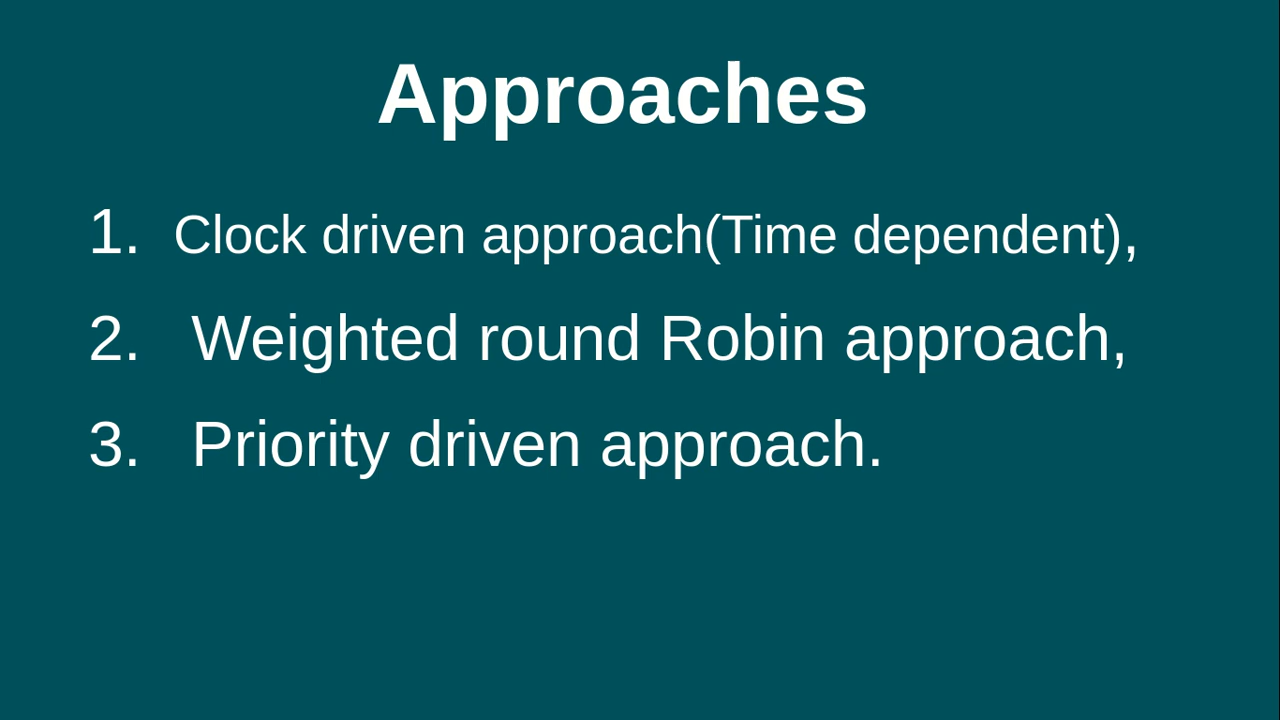 Approaches
1. Clock driven approach(Time dependent),
2. Weighted round Robin approach,
3. Priority driven approach.